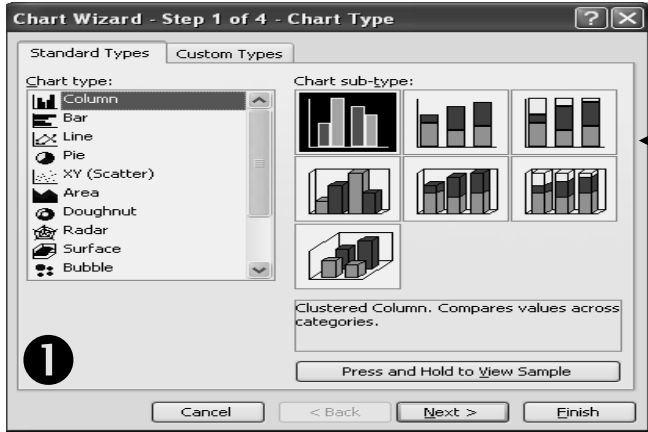 Chart Wizard - Step 1 of 4 - Chart Type
Standard Types
Custom Types
Chart type:
Column
Bar
Line
Pie
XY (Scatter)
Area
Doughnut
Radar
Surface
Bubble
Chart sub-type:
Clustered Column. Compares values across
categories.
1
Press and Hold to View Sample
Cancel
< Back
Next >
Finish